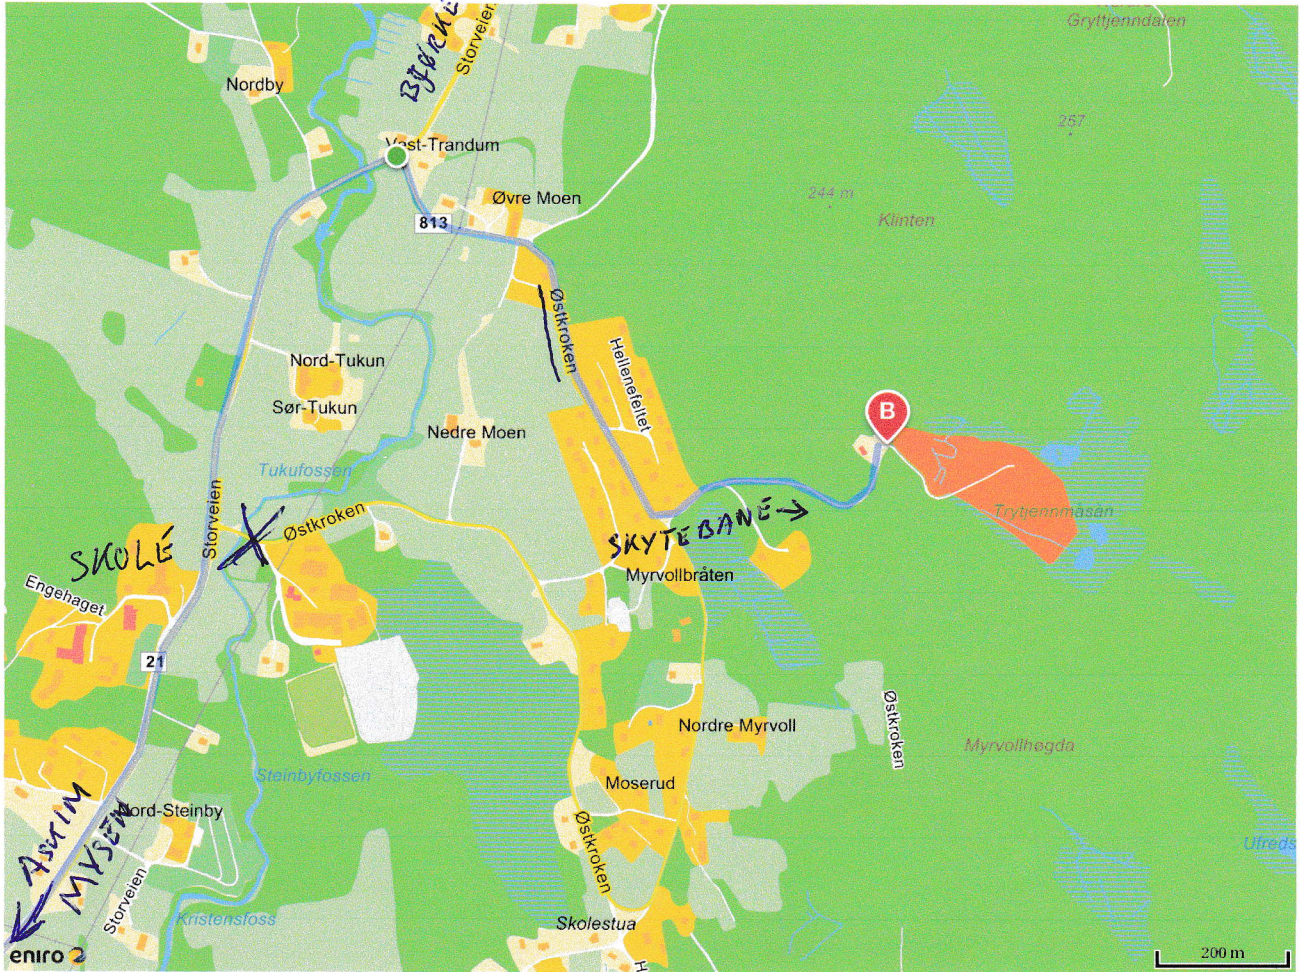 Gryttjenndalen
BJØRKE
Storveien
Nordby
257
Vest-Trandum
244 m
Øvre Moen
813
Klinten
Østkroken
Hellenefeltet
Nord-Tukun
Sør-Tukun
B
Nedre Moen
Tukufossen
Storveien
Østkroken
Trytjennmåsan
SKYTEBANE →
SKOLE
Myrvollbråten
Engehaget
21
Østkroken
Nordre Myrvoll
Myrvollhøgda
Steinbyfossen
Moserud
Nord-Steinby
ASKIM
MYSEN
Østkroken
Storveien
Kristensfoss
Skolestua
eniro
200 m